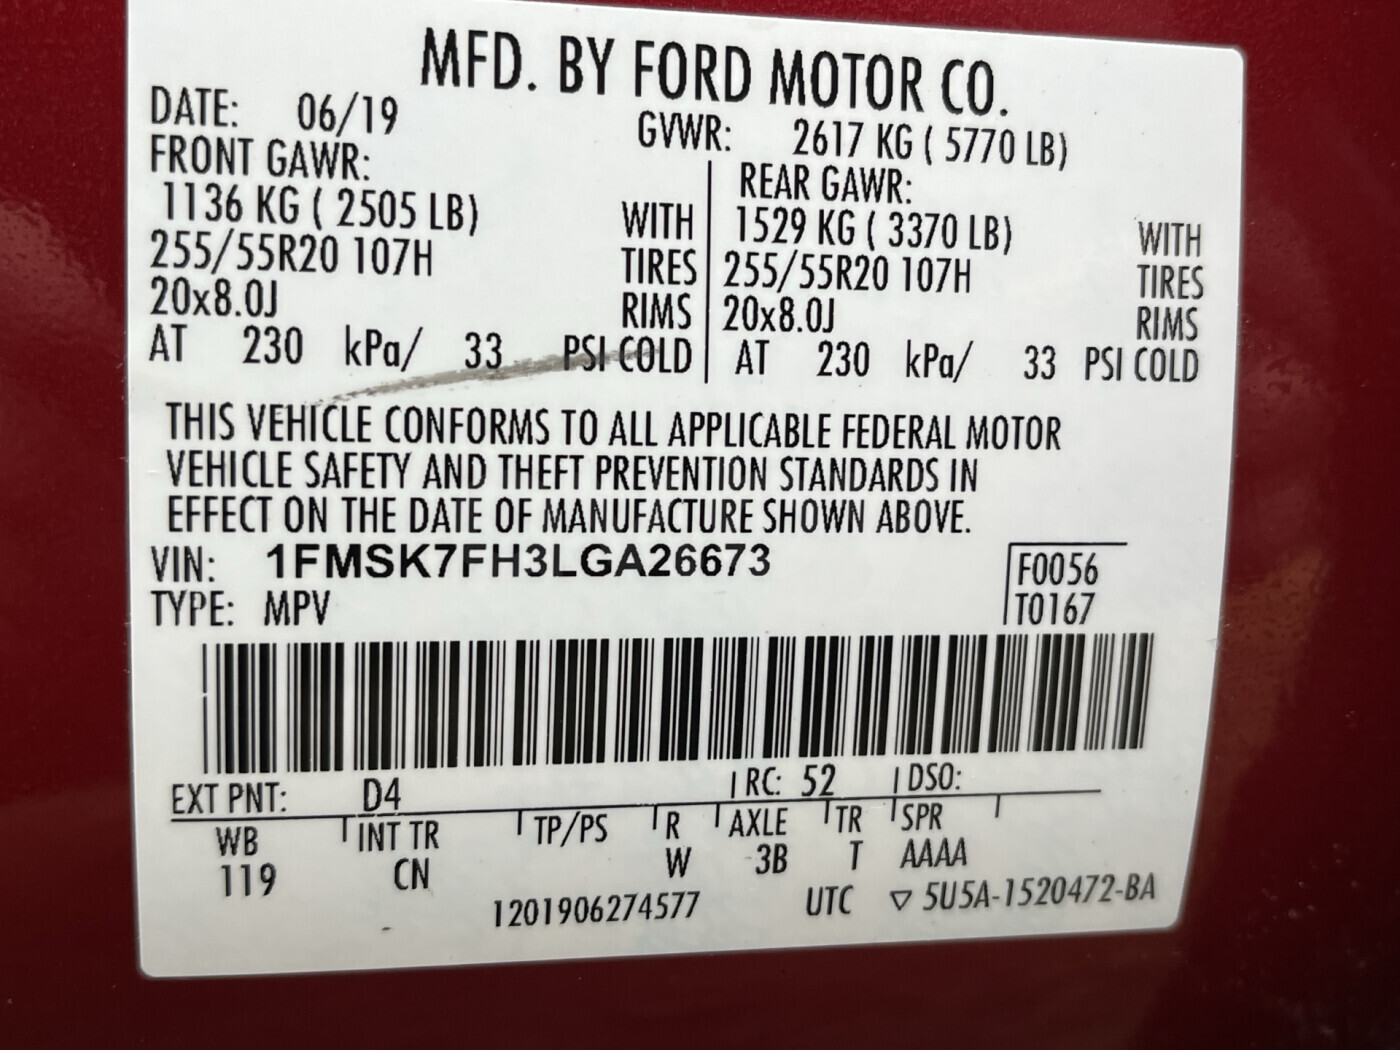 MFD. BY FORD MOTOR CO.
DATE: 06/19
GVWR: 2617 KG ( 5770 LB)
FRONT GAWR:
1136 KG ( 2505 LB) WITH
255/55R20 107H TIRES
20x8.0J RIMS
AT 230 kPa/ 33 PSI COLD
REAR GAWR:
1529 KG ( 3370 LB) WITH
255/55R20 107H TIRES
20x8.0J RIMS
AT 230 kPa/ 33 PSI COLD
THIS VEHICLE CONFORMS TO ALL APPLICABLE FEDERAL MOTOR
VEHICLE SAFETY AND THEFT PREVENTION STANDARDS IN
EFFECT ON THE DATE OF MANUFACTURE SHOWN ABOVE.
VIN: 1FMSK7FH3LGA26673
TYPE: MPV
F0056
T0167
EXT PNT: D4 RC: 52 DSO:
WB INT TR TP/PS R AXLE TR SPR
119 CN W 3B T AAAA
1201906274577 UTC ▽ 5U5A-1520472-BA